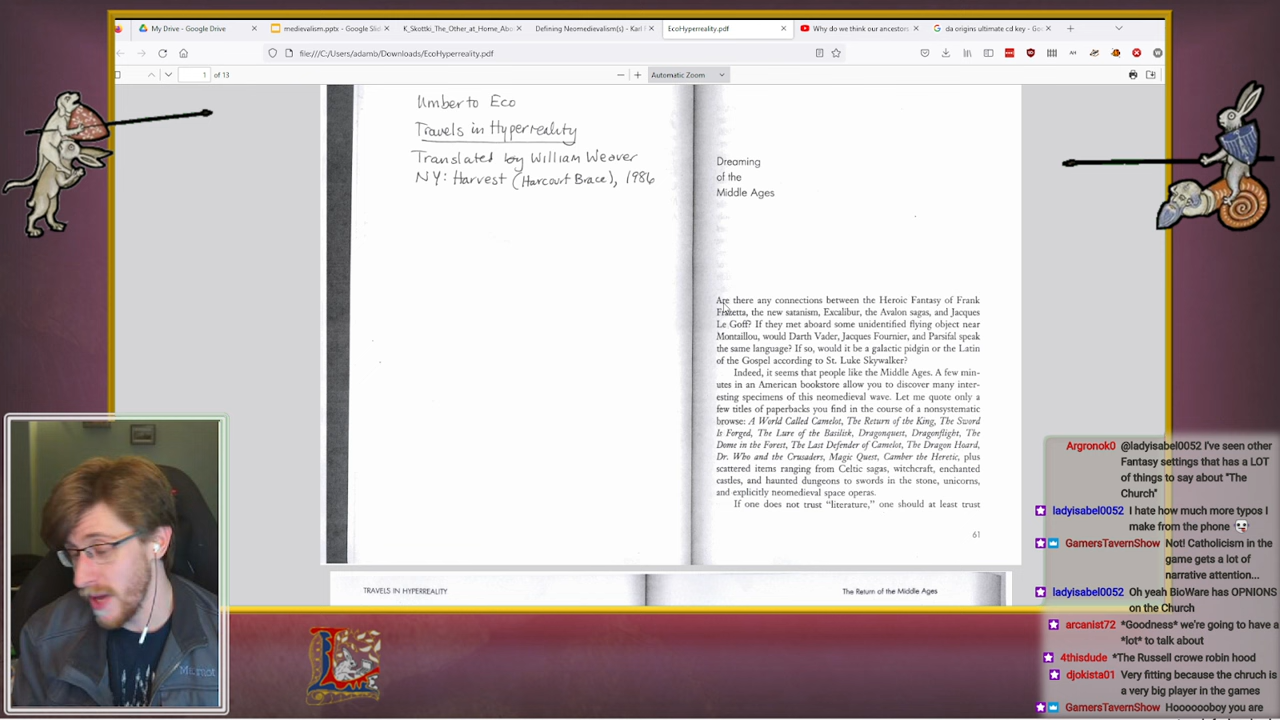 My Drive - Google Drive
medievalism.pptx - Google Slid
K_Skottki_The_Other_at_Home_Abo
Defining Neomedievalism(s) - Karl
EcoHyperreality.pdf
Why do we think our ancestors
da origins ultimate cd key - Goo
file:///C:/Users/adamb/Downloads/EcoHyperreality.pdf
1 of 13
Automatic Zoom
Umberto Eco
Travels in Hyperreality
Translated by William Weaver
NY: Harvest (Harcourt Brace), 1986
Dreaming
of the
Middle Ages
Are there any connections between the Heroic Fantasy of Frank
Frazetta, the new satanism, Excalibur, the Avalon sagas, and Jacques
Le Goff? If they met aboard some unidentified flying object near
Montaillou, would Darth Vader, Jacques Fournier, and Parsifal speak
the same language? If so, would it be a galactic pidgin or the Latin
of the Gospel according to St. Luke Skywalker?
Indeed, it seems that people like the Middle Ages. A few min-
utes in an American bookstore allow you to discover many inter-
esting specimens of this neomedieval wave. Let me quote only a
few titles of paperbacks you find in the course of a nonsystematic
browse: A World Called Camelot, The Return of the King, The Sword
Is Forged, The Lure of the Basilisk, Dragonquest, Dragonflight, The
Dome in the Forest, The Last Defender of Camelot, The Dragon Hoard,
Dr. Who and the Crusaders, Magic Quest, Camber the Heretic, plus
scattered items ranging from Celtic sagas, witchcraft, enchanted
castles, and haunted dungeons to swords in the stone, unicorns,
and explicitly neomedieval space operas.
If one does not trust "literature," one should at least trust
61
TRAVELS IN HYPERREALITY
The Return of the Middle Ages
Argronok0 @ladyisabel0052 I've seen other
Fantasy settings that has a LOT
of things to say about "The
Church"
ladyisabel0052 I hate how much more typos I
make from the phone
GamersTavernShow Not! Catholicism in the
game gets a lot of
narrative attention...
ladyisabel0052 Oh yeah BioWare has OPNIONS
on the Church
arcanist72 *Goodness* we're going to have a
*lot* to talk about
4thisdude *The Russell crowe robin hood
djokista01 Very fitting because the chruch is
a very big player in the games
GamersTavernShow Hooooooboy you are